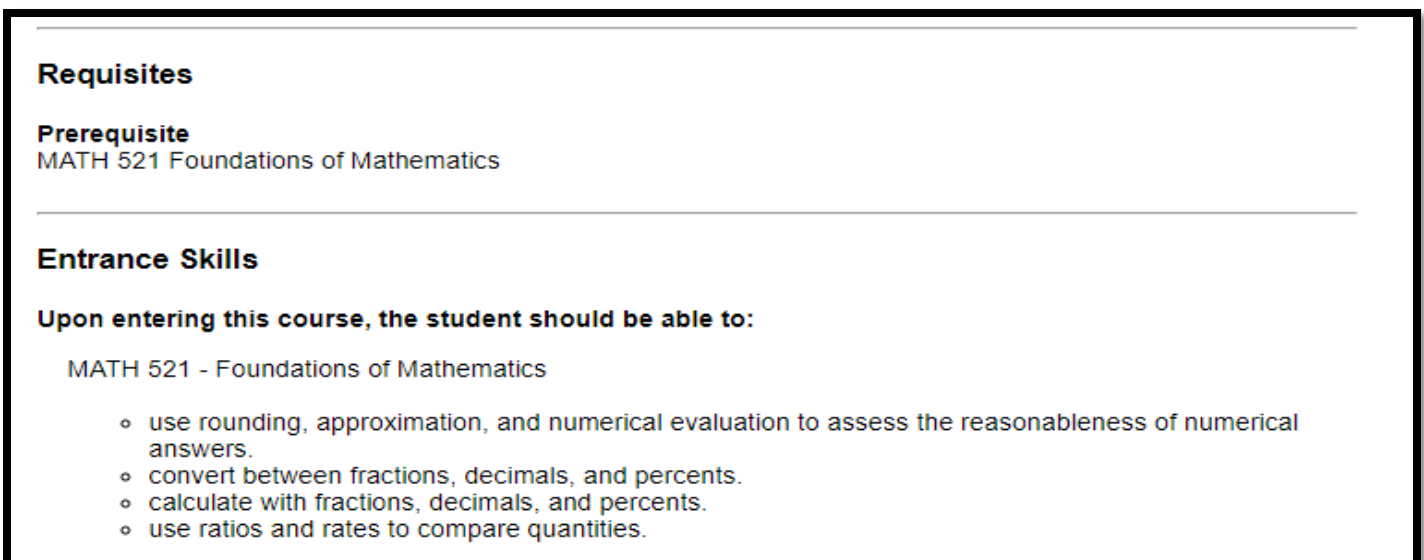 Requisites
Prerequisite
MATH 521 Foundations of Mathematics
Entrance Skills
Upon entering this course, the student should be able to:
MATH 521 - Foundations of Mathematics
use rounding, approximation, and numerical evaluation to assess the reasonableness of numerical
answers.
convert between fractions, decimals, and percents.
calculate with fractions, decimals, and percents.
use ratios and rates to compare quantities.